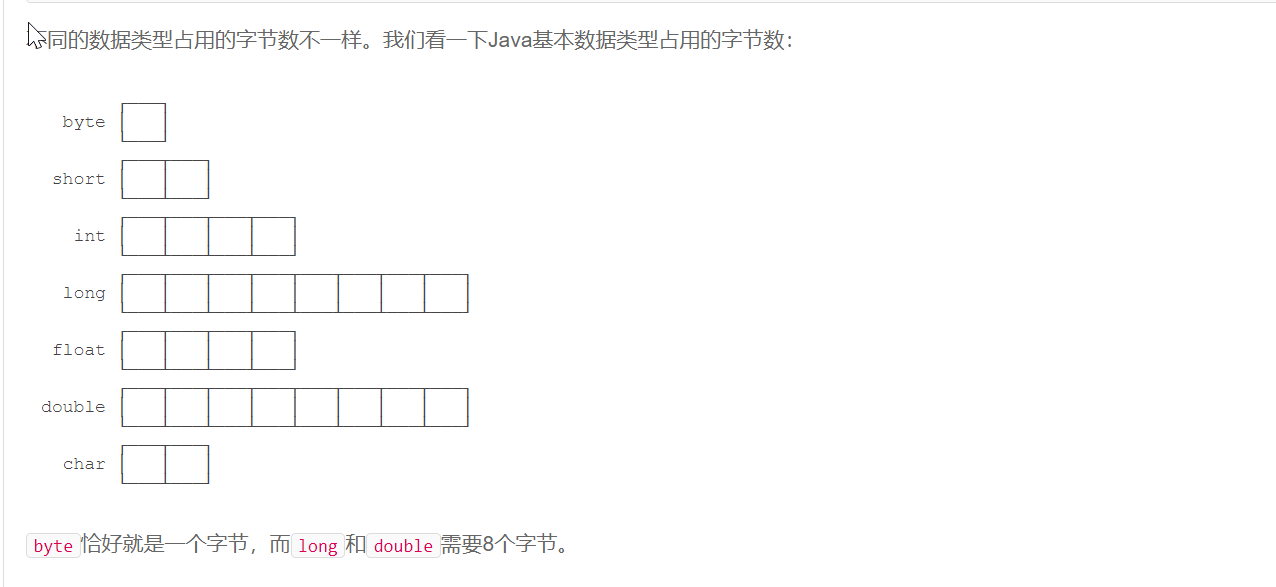 不同的数据类型占用的字节数不一样。我们看一下Java基本数据类型占用的字节数：
byte
short
int
long
float
double
char
byte恰好就是一个字节，而long和double需要8个字节。